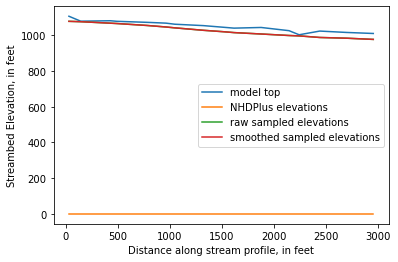 1000
800
600
400
200
0
Streambed Elevation, in feet
model top
NHDPlus elevations
raw sampled elevations
smoothed sampled elevations
0 500 1000 1500 2000 2500 3000
Distance along stream profile, in feet